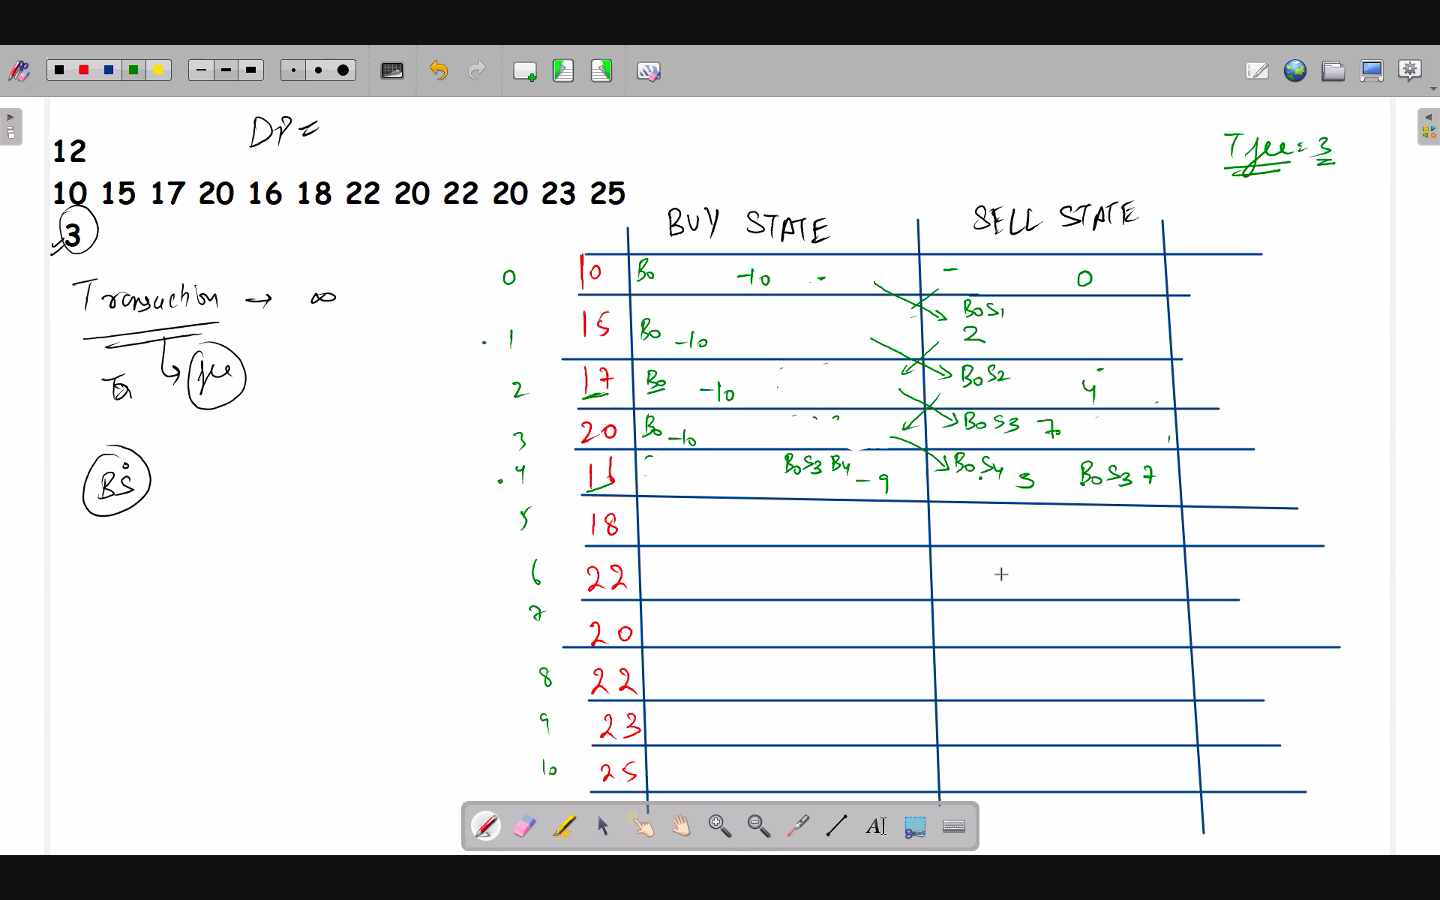 DP =
12
Tfee = 3
10 15 17 20 16 18 22 20 22 20 23 25
3
BUY STATE SELL STATE
0 10 B0 -10 - - 0
Transaction → ∞
1 15 B0 -10 B0S1 2
fee
2 17 B0 -10 B0S2 4
3 20 B0 -10 B0S3 7
4 16 B0S3B4 -9 B0S4 3 B0S3 7
BS
5 18
6 22
7 20
8 22
9 23
10 25
AI